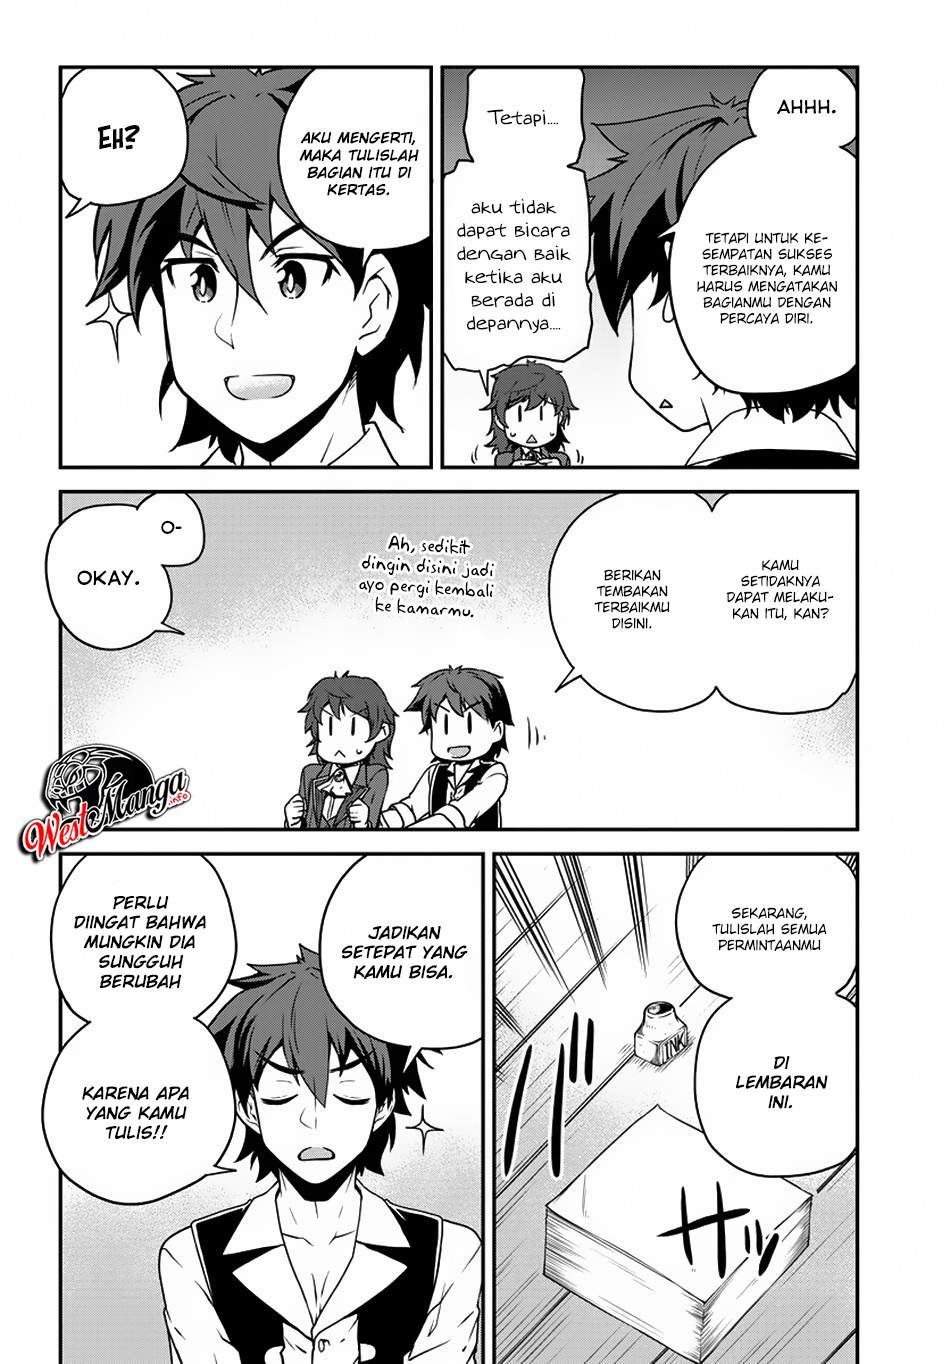 AHHH.
TETAPI UNTUK KE-
SEMPATAN SUKSES
TERBAIKNYA, KAMU
HARUS MENGATAKAN
BAGIANMU DENGAN
PERCAYA DIRI.
Tetapi....
aku tidak
dapat Bicara
dengan Baik
ketika aku
Berada di
depannya....
AKU MENGERTI,
MAKA TULISLAH
BAGIAN ITU DI
KERTAS.
EH?
KAMU
SETIDAKNYA
DAPAT MELAKU-
KAN ITU, KAN?
BERIKAN
TEMBAKAN
TERBAIKMU
DISINI.
Ah, sedikit
dingin disini jadi
ayo pergi kembali
ke kamarmu.
O-
OKAY.
WestManga
.info
SEKARANG,
TULISLAH SEMUA
PERMINTAANMU
DI
LEMBARAN
INI.
INK
JADIKAN
SETEPAT YANG
KAMU BISA.
PERLU
DIINGAT BAHWA
MUNGKIN DIA
SUNGGUH
BERUBAH
KARENA APA
YANG KAMU
TULIS!!